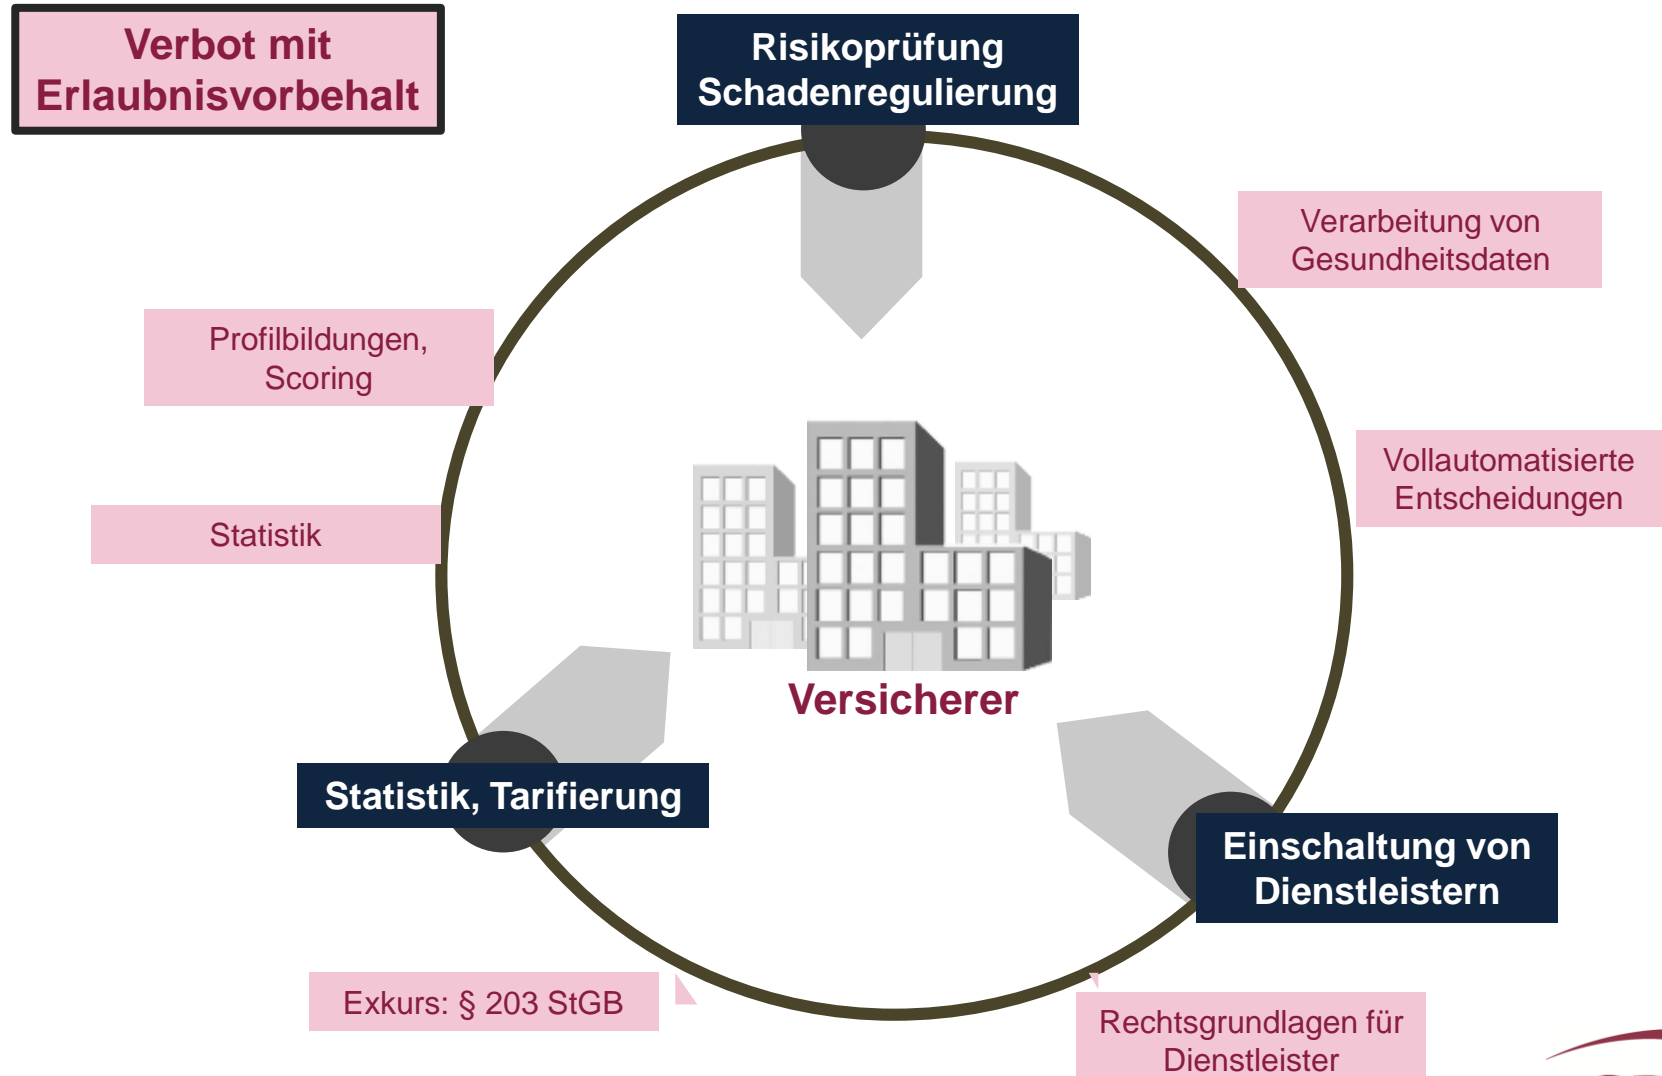 Verbot mit
Erlaubnisvorbehalt
Risikoprüfung
Schadenregulierung
Verarbeitung von
Gesundheitsdaten
Profilbildungen,
Scoring
Vollautomatisierte
Entscheidungen
Statistik
Versicherer
Statistik, Tarifierung
Einschaltung von
Dienstleistern
Exkurs: § 203 StGB
Rechtsgrundlagen für
Dienstleister